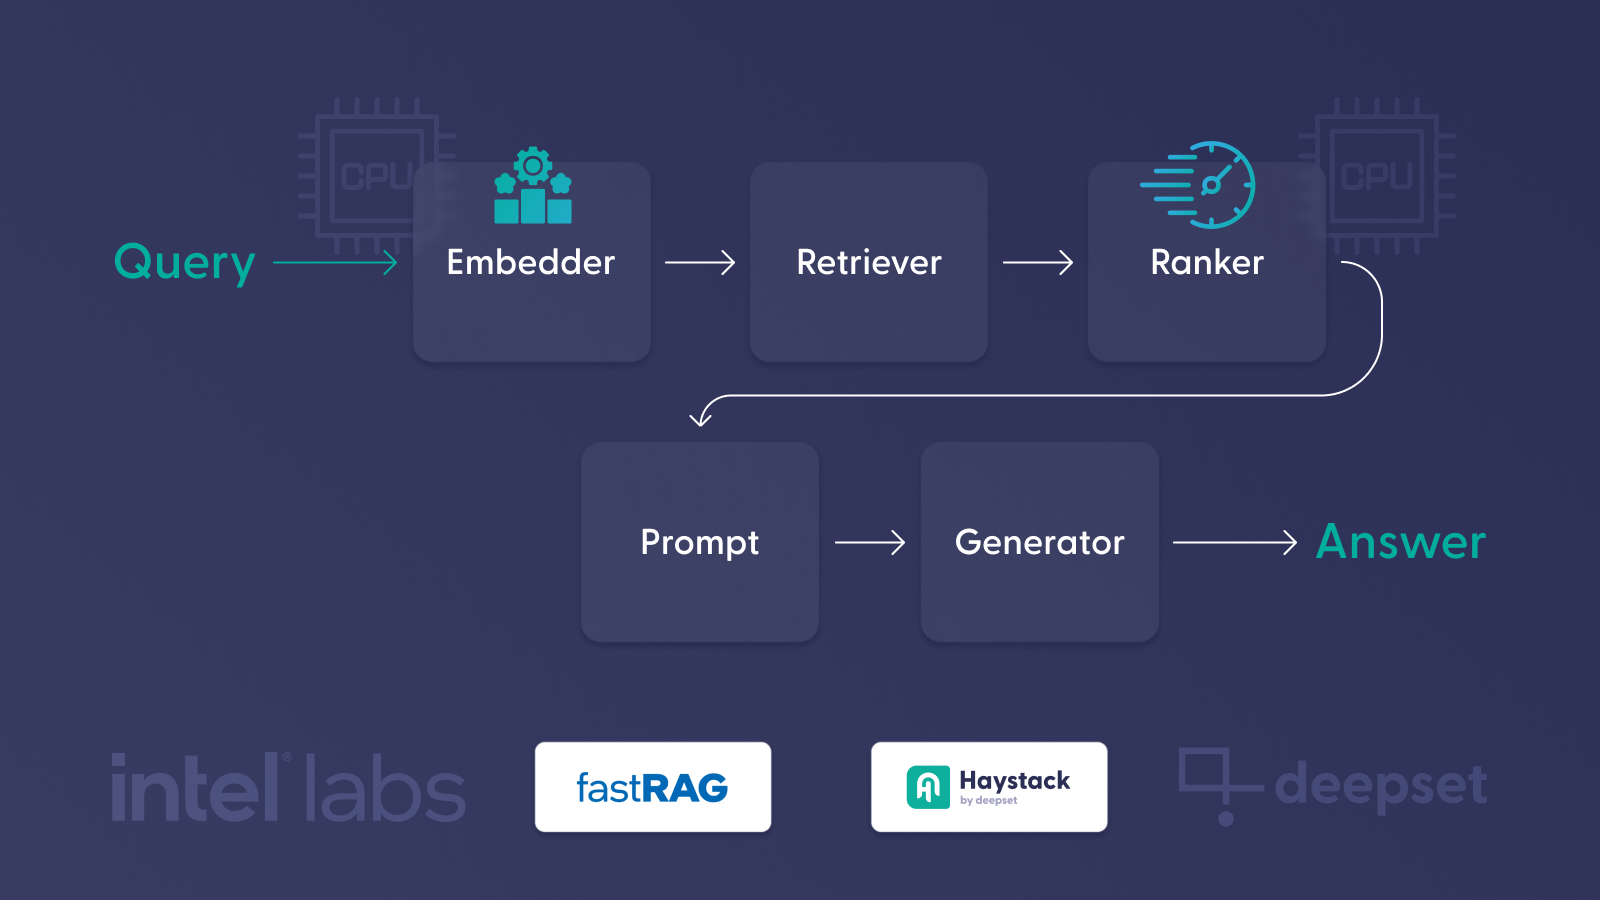 CPU
CPU
Query
Embedder
Retriever
Ranker
Prompt
Generator
Answer
intel® labs
fastRAG
Haystack
by deepset
deepset